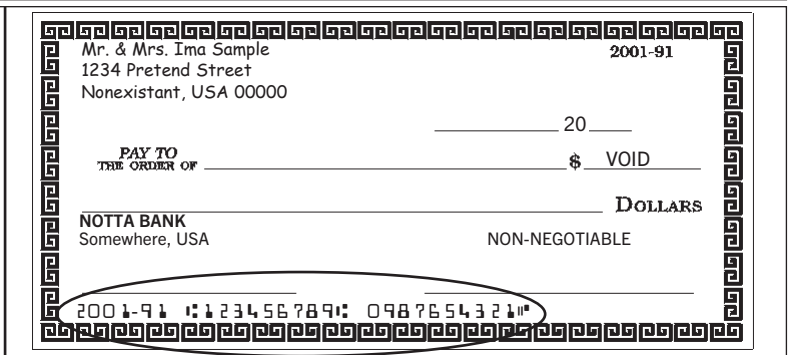 Mr. & Mrs. Ima Sample 2001-91
1234 Pretend Street
Nonexistant, USA 00000
20
PAY TO
THE ORDER OF $ VOID
DOLLARS
NOTTA BANK
Somewhere, USA NON-NEGOTIABLE
2001-91 ⑆123456789⑆ 0987654321⑈